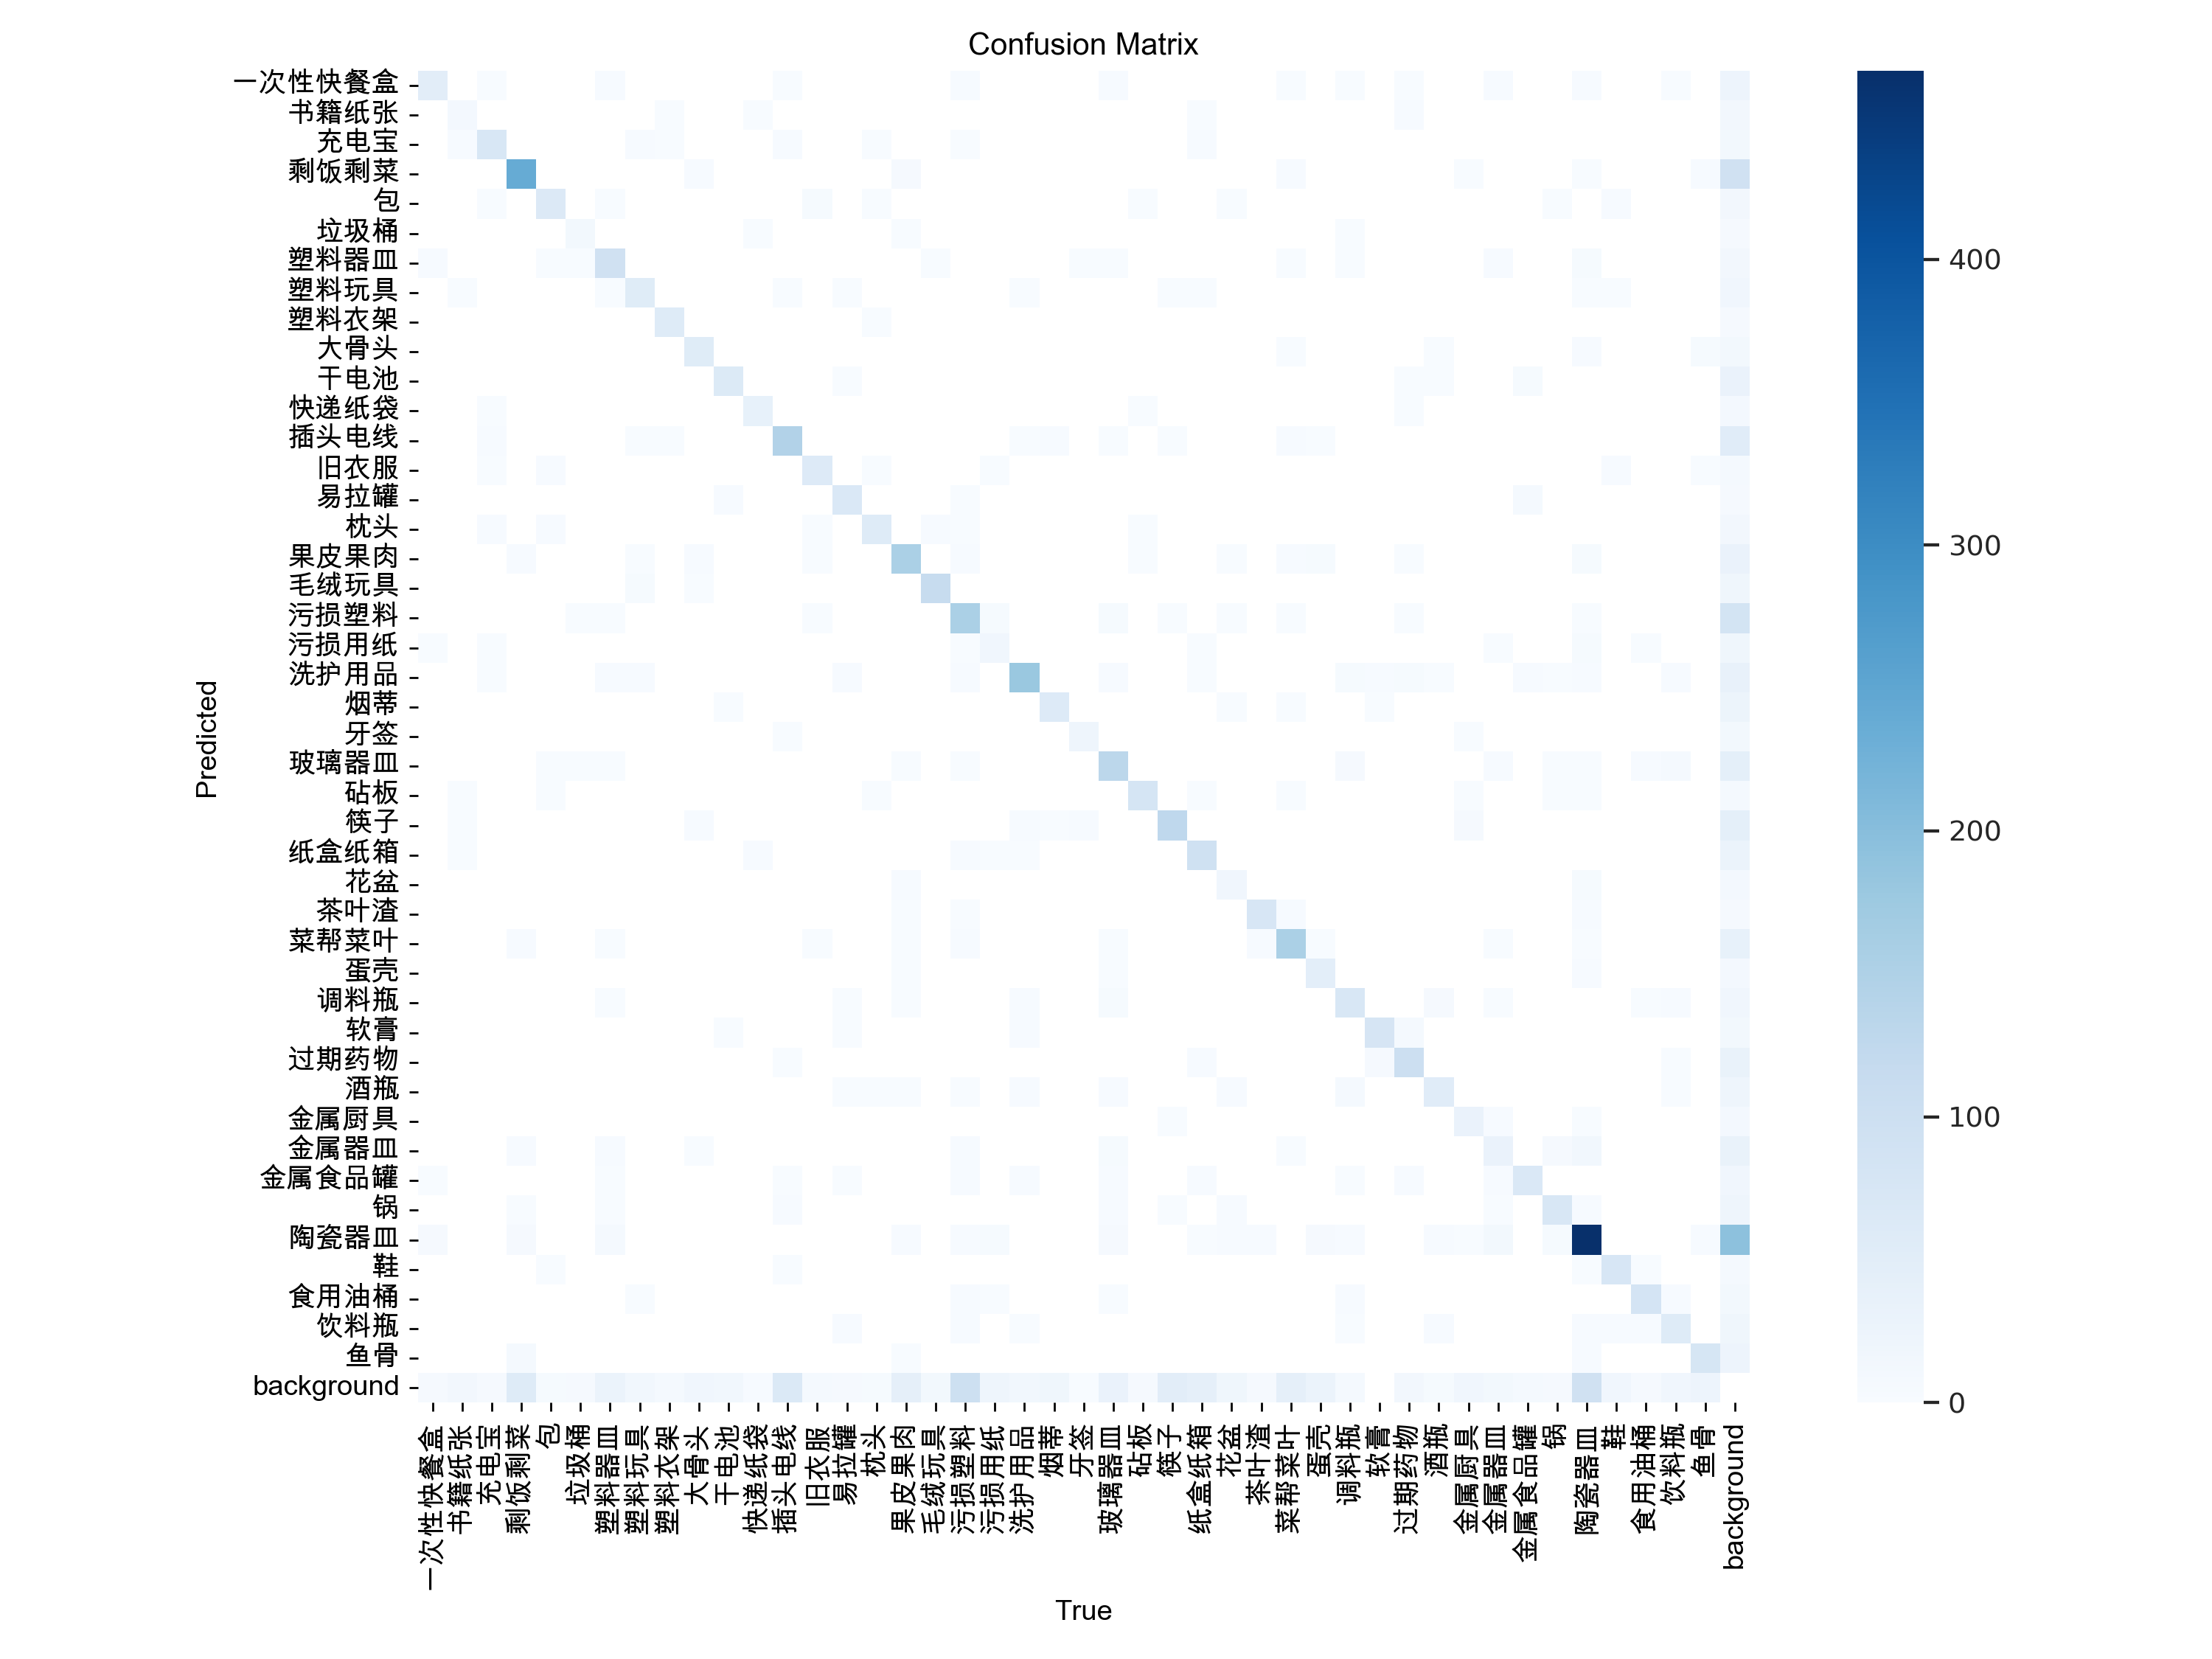 Confusion Matrix
Predicted
一次性快餐盒
书籍纸张
充电宝
剩饭剩菜
包
垃圾桶
塑料器皿
塑料玩具
塑料衣架
大骨头
干电池
快递纸袋
插头电线
旧衣服
易拉罐
枕头
果皮果肉
毛绒玩具
污损塑料
污损用纸
洗护用品
烟蒂
牙签
玻璃器皿
砧板
筷子
纸盒纸箱
花盆
茶叶渣
菜帮菜叶
蛋壳
调料瓶
软膏
过期药物
酒瓶
金属厨具
金属器皿
金属食品罐
锅
陶瓷器皿
鞋
食用油桶
饮料瓶
鱼骨
background
一次性快餐盒
书籍纸张
充电宝
剩饭剩菜
包
垃圾桶
塑料器皿
塑料玩具
塑料衣架
大骨头
干电池
快递纸袋
插头电线
旧衣服
易拉罐
枕头
果皮果肉
毛绒玩具
污损塑料
污损用纸
洗护用品
烟蒂
牙签
玻璃器皿
砧板
筷子
纸盒纸箱
花盆
茶叶渣
菜帮菜叶
蛋壳
调料瓶
软膏
过期药物
酒瓶
金属厨具
金属器皿
金属食品罐
锅
陶瓷器皿
鞋
食用油桶
饮料瓶
鱼骨
background
True
400
300
200
100
0